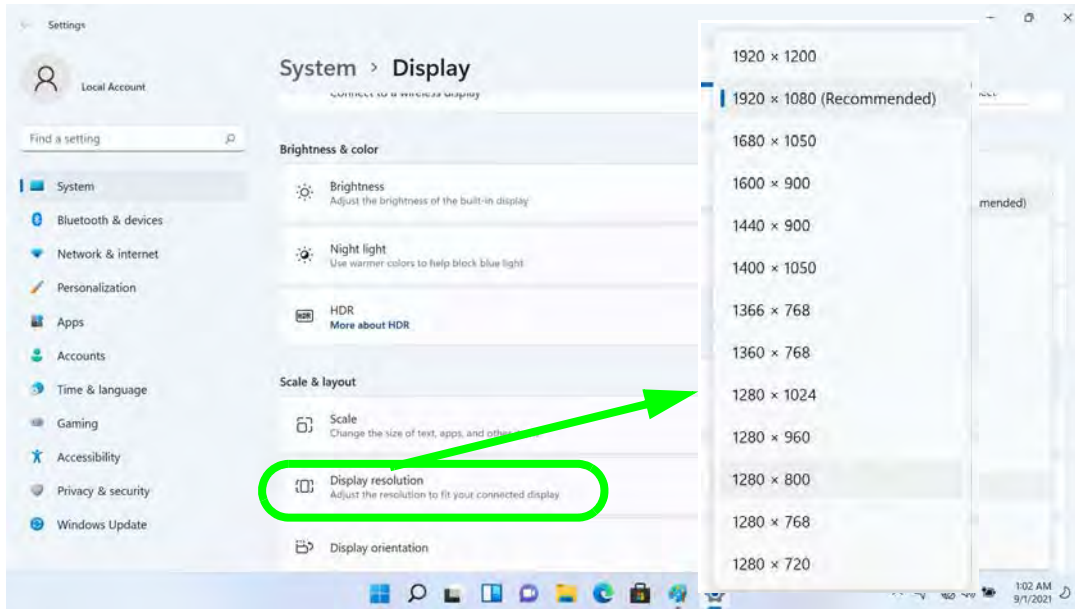 Settings
Local Account
Find a setting
System
Bluetooth & devices
Network & internet
Personalization
Apps
Accounts
Time & language
Gaming
Accessibility
Privacy & security
Windows Update
System > Display
Connect to a wireless display
Brightness & color
Brightness
Adjust the brightness of the built-in display
Night light
Use warmer colors to help block blue light
HDR
HDR
More about HDR
Scale & layout
Scale
Change the size of text, apps, and other
Display resolution
Adjust the resolution to fit your connected display
Display orientation
1920 × 1200
1920 × 1080 (Recommended)
1680 × 1050
1600 × 900
1440 × 900
1400 × 1050
1366 × 768
1360 × 768
1280 × 1024
1280 × 960
1280 × 800
1280 × 768
1280 × 720
mended)
1:02 AM
9/1/2021